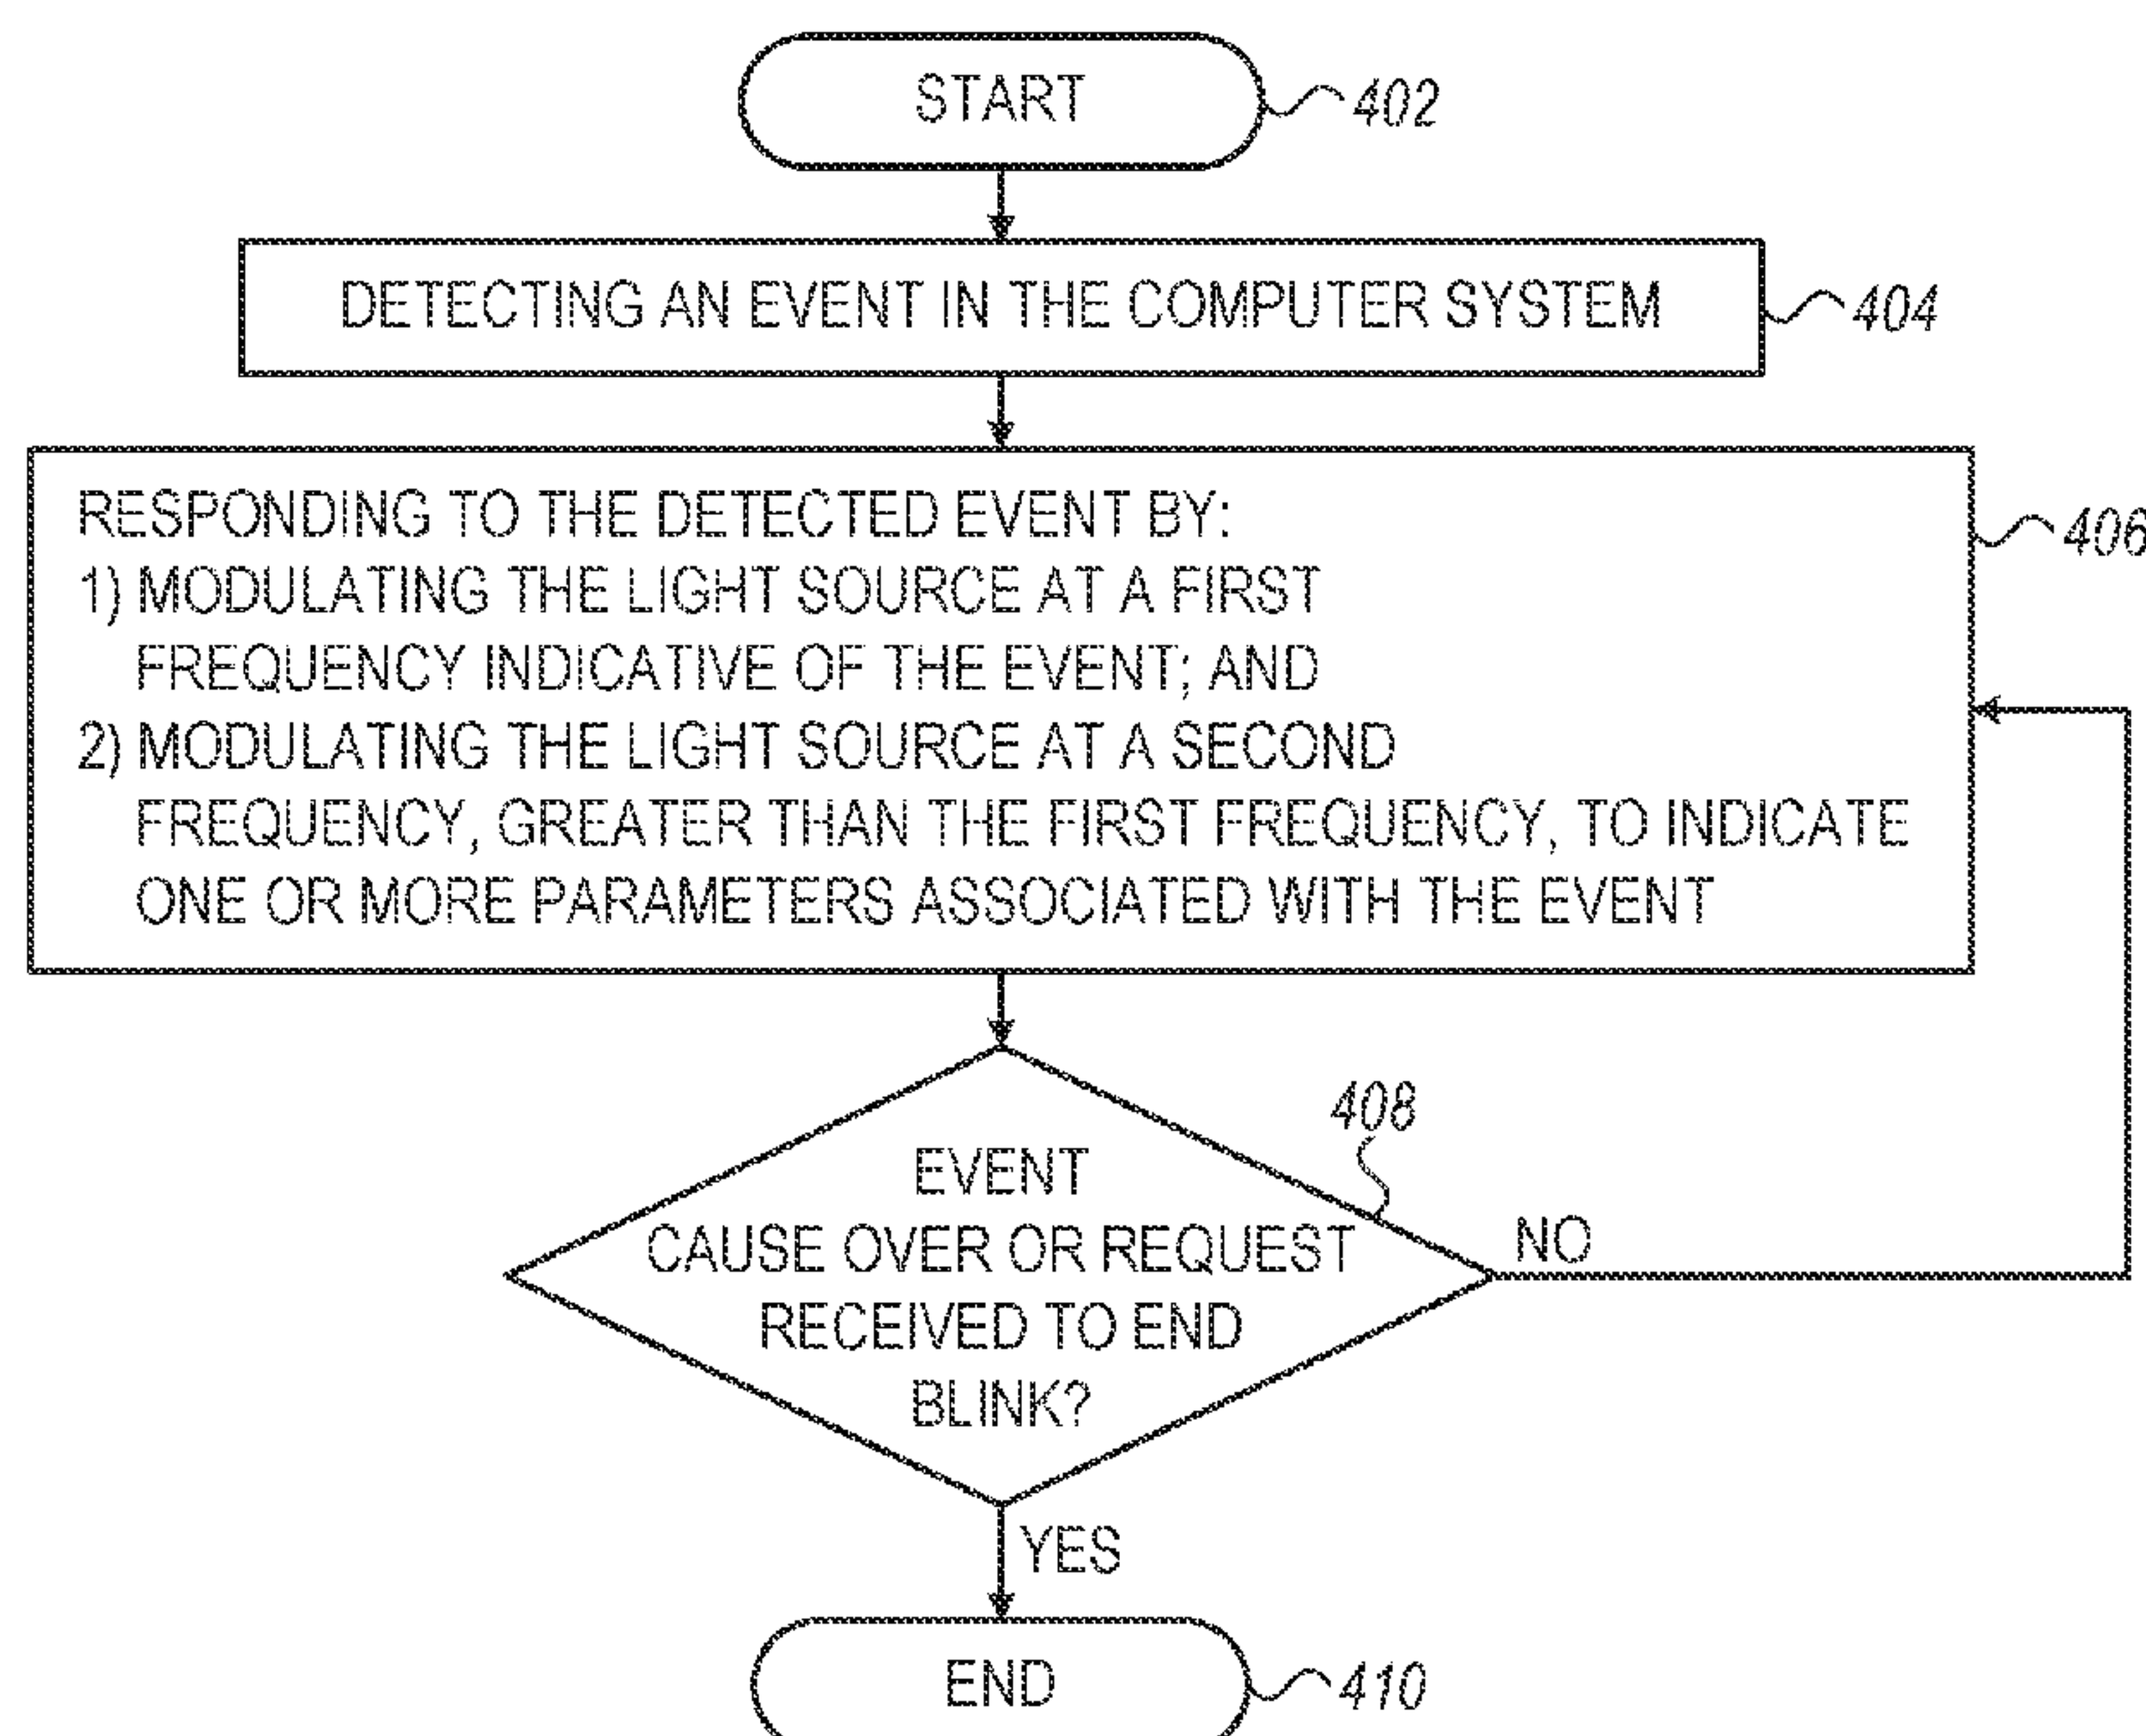 START
402
DETECTING AN EVENT IN THE COMPUTER SYSTEM
404
RESPONDING TO THE DETECTED EVENT BY:
406
1) MODULATING THE LIGHT SOURCE AT A FIRST
FREQUENCY INDICATIVE OF THE EVENT; AND
2) MODULATING THE LIGHT SOURCE AT A SECOND
FREQUENCY, GREATER THAN THE FIRST FREQUENCY, TO INDICATE
ONE OR MORE PARAMETERS ASSOCIATED WITH THE EVENT
408
EVENT
CAUSE OVER OR REQUEST
RECEIVED TO END
BLINK?
NO
YES
END
410